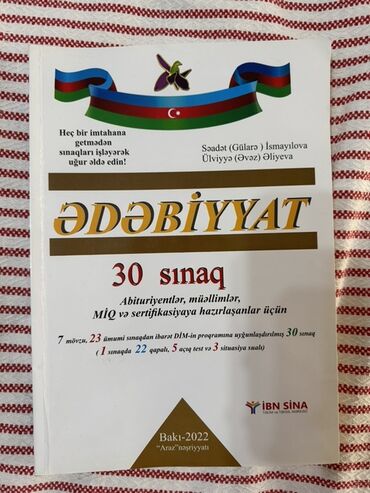 Heç bir imtahana
getmədən
sınaqları işləyərək
uğur əldə edin!
Səadət (Gülarə ) İsmayılova
Ülviyyə (Əvəz) Əliyeva
ƏDƏBİYYAT
30 sınaq
Abituriyentlər, müəllimlər,
MİQ və sertifikasiyaya hazırlaşanlar üçün
7 mövzu, 23 ümumi sınaqdan ibarət DİM-in proqramına uyğunlaşdırılmış 30 sınaq
( 1 sınaqda 22 qapalı, 5 açıq test və 3 situasiya sualı)
Bakı-2022
"Araz"nəşriyyatı
İBN SİNA